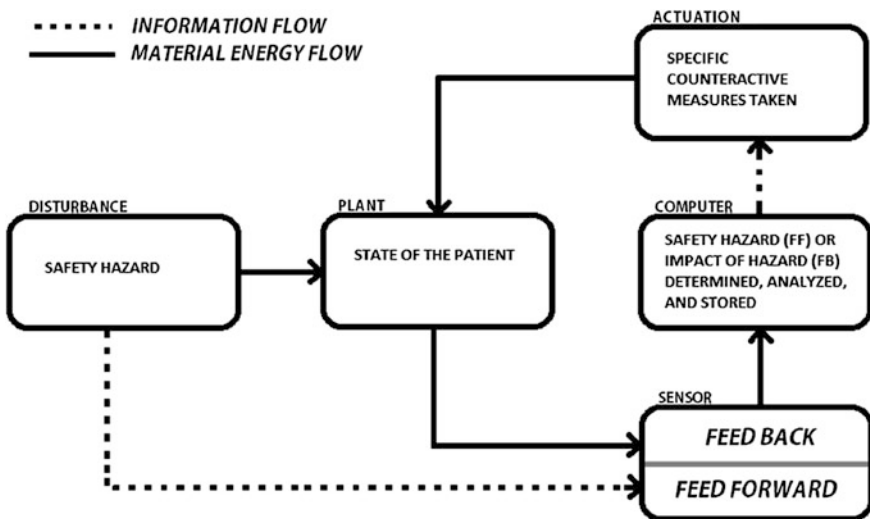 INFORMATION FLOW
MATERIAL ENERGY FLOW
ACTUATION
SPECIFIC
COUNTERACTIVE
MEASURES TAKEN
DISTURBANCE
SAFETY HAZARD
PLANT
STATE OF THE PATIENT
COMPUTER
SAFETY HAZARD (FF) OR
IMPACT OF HAZARD (FB)
DETERMINED, ANALYZED,
AND STORED
SENSOR
FEED BACK
FEED FORWARD